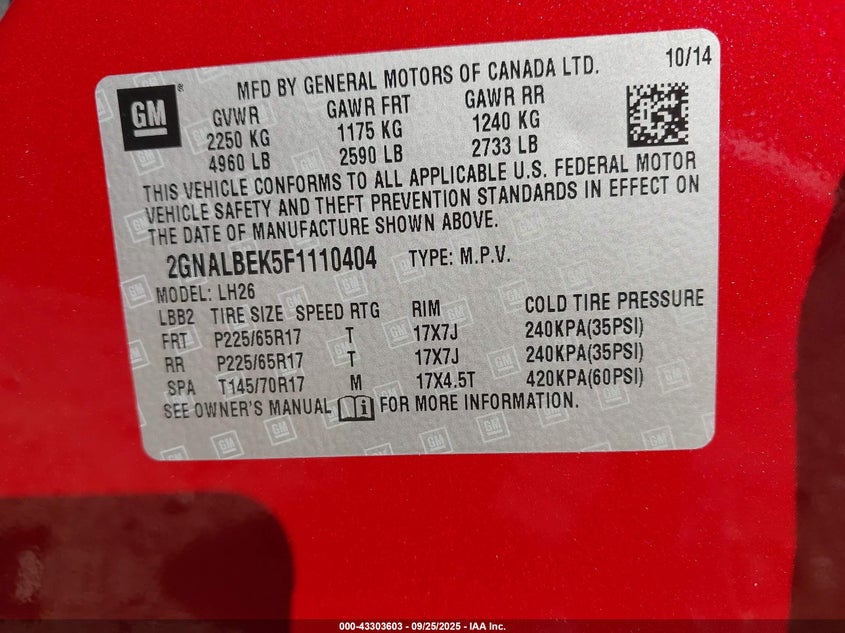 MFD BY GENERAL MOTORS OF CANADA LTD. 10/14
GM ®
GVWR GAWR FRT GAWR RR
2250 KG 1175 KG 1240 KG
4960 LB 2590 LB 2733 LB
THIS VEHICLE CONFORMS TO ALL APPLICABLE U.S. FEDERAL MOTOR
VEHICLE SAFETY AND THEFT PREVENTION STANDARDS IN EFFECT ON
THE DATE OF MANUFACTURE SHOWN ABOVE.
2GNALBEK5F1110404 TYPE: M.P.V.
MODEL: LH26
LBB2 TIRE SIZE SPEED RTG RIM COLD TIRE PRESSURE
FRT P225/65R17 T 17X7J 240KPA(35PSI)
RR P225/65R17 T 17X7J 240KPA(35PSI)
SPA T145/70R17 M 17X4.5T 420KPA(60PSI)
SEE OWNER'S MANUAL i FOR MORE INFORMATION.
000-43303603 - 09/25/2025 - IAA Inc.